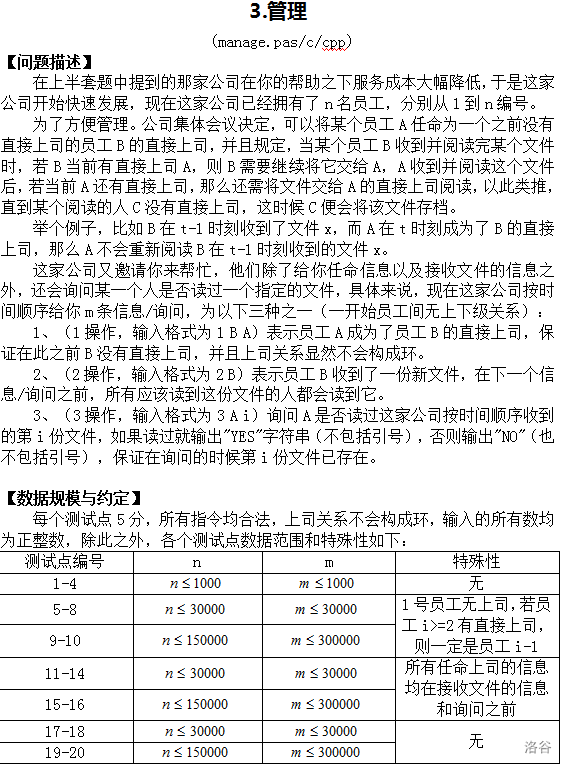 3.管理
(manage.pas/c/cpp)
【问题描述】
在上半套题中提到的那家公司在你的帮助之下服务成本大幅降低,于是这家
公司开始快速发展,现在这家公司已经拥有了n名员工,分别从1到n编号。
为了方便管理。公司集体会议决定,可以将某个员工A任命为一个之前没有
直接上司的员工B的直接上司,并且规定,当某个员工B收到并阅读完某个文件
时,若B当前有直接上司A,则B需要继续将它交给A,A收到并阅读这个文件
后,若当前A还有直接上司,那么还需将文件交给A的直接上司阅读,以此类推,
直到某个阅读的人C没有直接上司,这时候C便会将该文件存档。
举个例子,比如B在t-1时刻收到了文件x,而A在t时刻成为了B的直接
上司,那么A不会重新阅读B在t-1时刻收到的文件x。
这家公司又邀请你来帮忙,他们除了给你任命信息以及接收文件的信息之
外,还会询问某一个人是否读过一个指定的文件,具体来说,现在这家公司按时
间顺序给你m条信息/询问,为以下三种之一(一开始员工间无上下级关系):
1、(1操作,输入格式为1 B A)表示员工A成为了员工B的直接上司,保
证在此之前B没有直接上司,并且上司关系显然不会构成环。
2、(2操作,输入格式为2 B)表示员工B收到了一份新文件,在下一个信
息/询问之前,所有应该读到这份文件的人都会读到它。
3、(3操作,输入格式为3 A i)询问A是否读过这家公司按时间顺序收到
的第i份文件,如果读过就输出"YES"字符串(不包括引号),否则输出"NO"(也
不包括引号),保证在询问的时候第i份文件已存在。
【数据规模与约定】
每个测试点5分,所有指令均合法,上司关系不会构成环,输入的所有数均
为正整数,除此之外,各个测试点数据范围和特殊性如下:
测试点编号 n m 特殊性
1-4 n≤1000 m≤1000 无
5-8 n≤30000 m≤30000 1号员工无上司,若员
工i>=2有直接上司,
9-10 n≤150000 m≤300000 则一定是员工i-1
11-14 n≤30000 m≤30000 所有任命上司的信息
均在接收文件的信息
15-16 n≤150000 m≤300000 和询问之前
17-18 n≤30000 m≤30000 无
19-20 n≤150000 m≤300000
洛谷